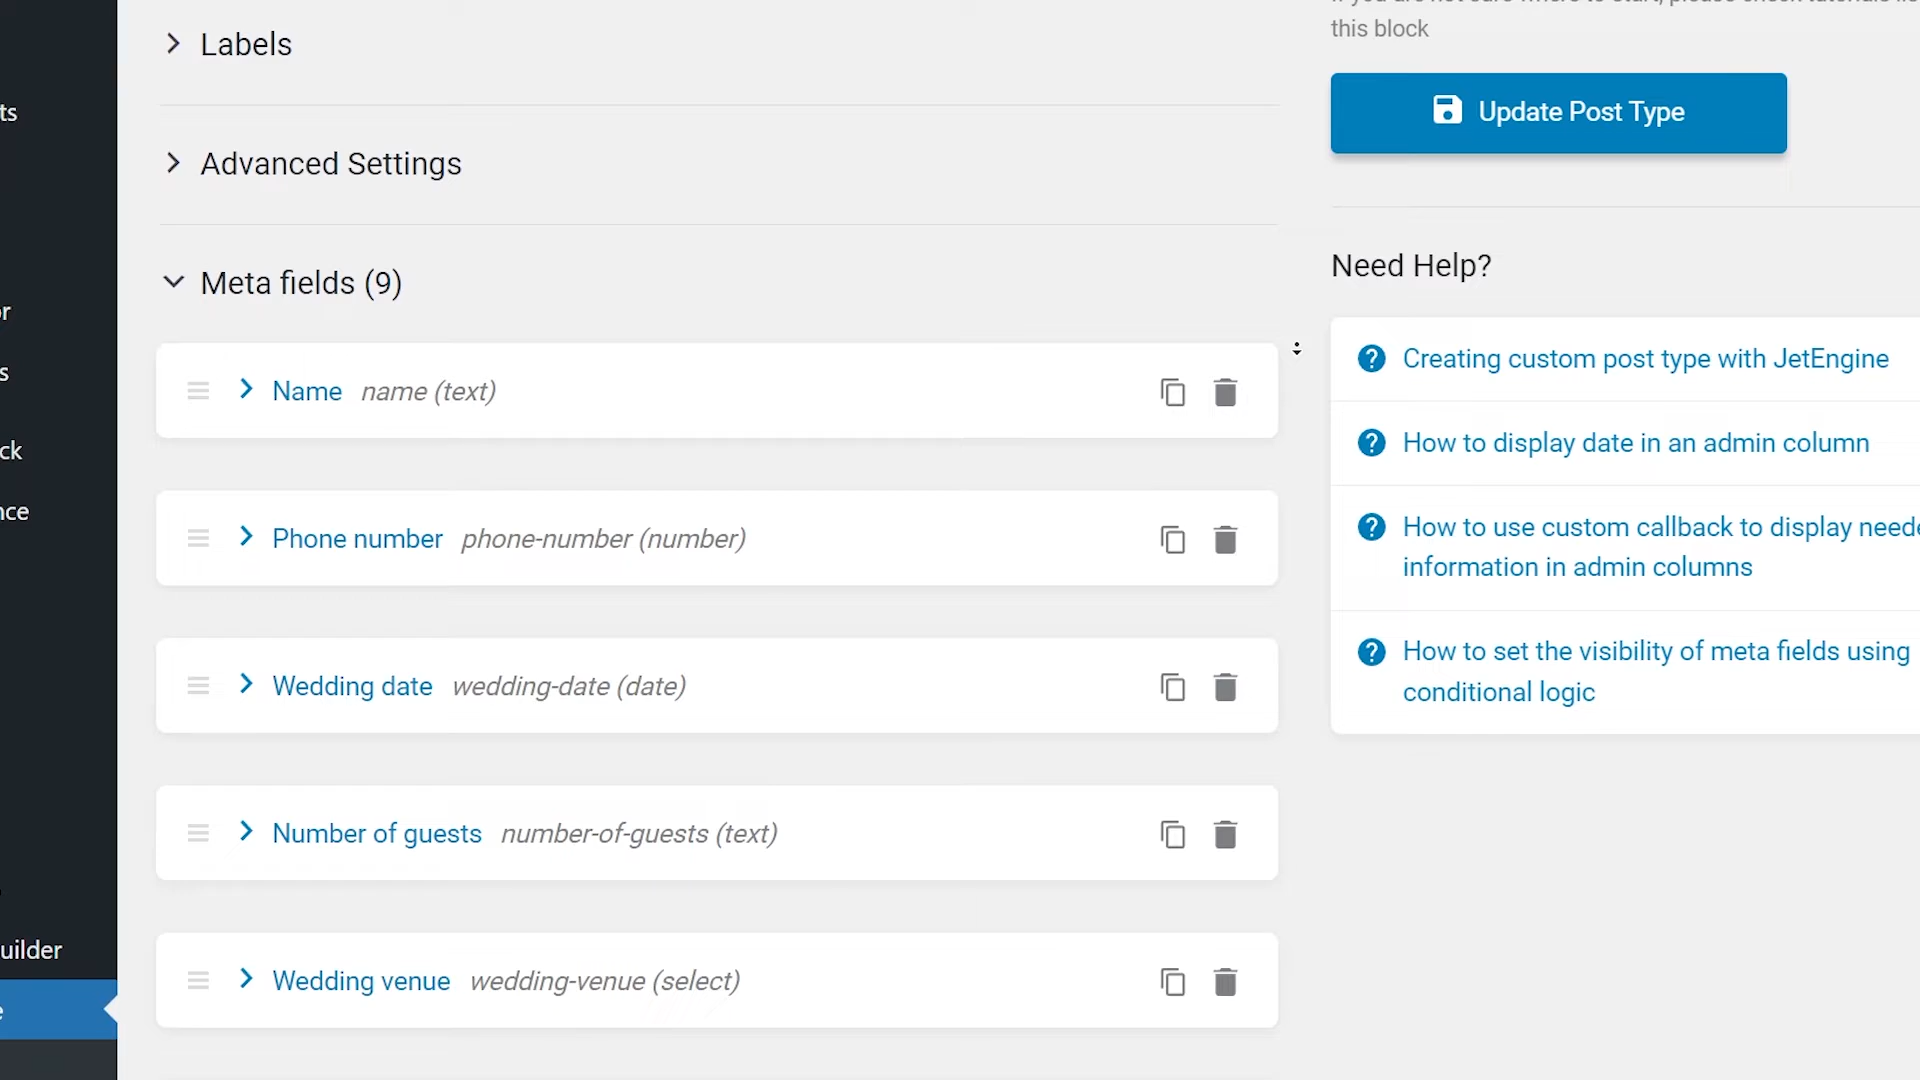 this block
Labels
Update Post Type
Advanced Settings
Need Help?
Meta fields (9)
Creating custom post type with JetEngine
Name name (text)
How to display date in an admin column
Phone number phone-number (number)
How to use custom callback to display neede
information in admin columns
How to set the visibility of meta fields using
conditional logic
Wedding date wedding-date (date)
Number of guests number-of-guests (text)
Wedding venue wedding-venue (select)
ts
or
s
ck
nce
uilder
e